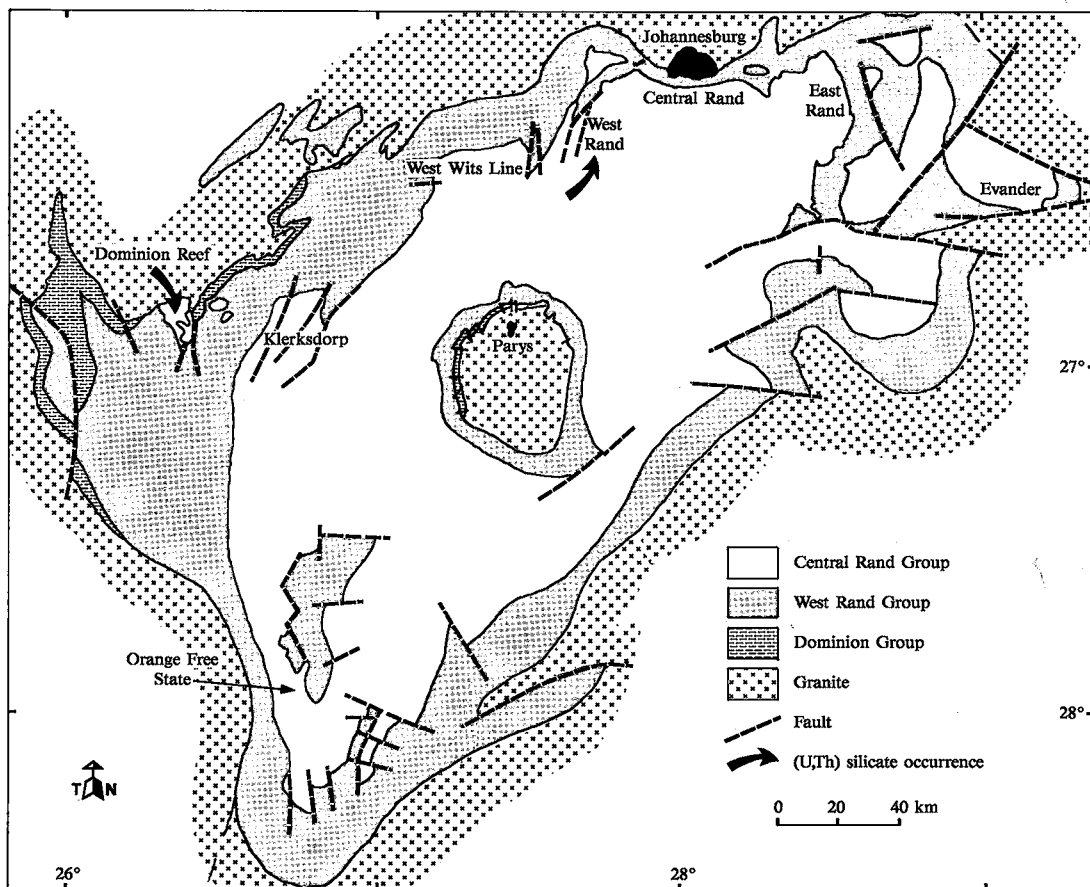 Johannesburg
Central Rand
East
Rand
West
Rand
West Wits Line
Evander
Dominion Reef
Klerksdorp
Parys
27°
Orange Free
State
Central Rand Group
West Rand Group
Dominion Group
Granite
Fault
(U,Th) silicate occurrence
0 20 40 km
28°
T N
26°
28°